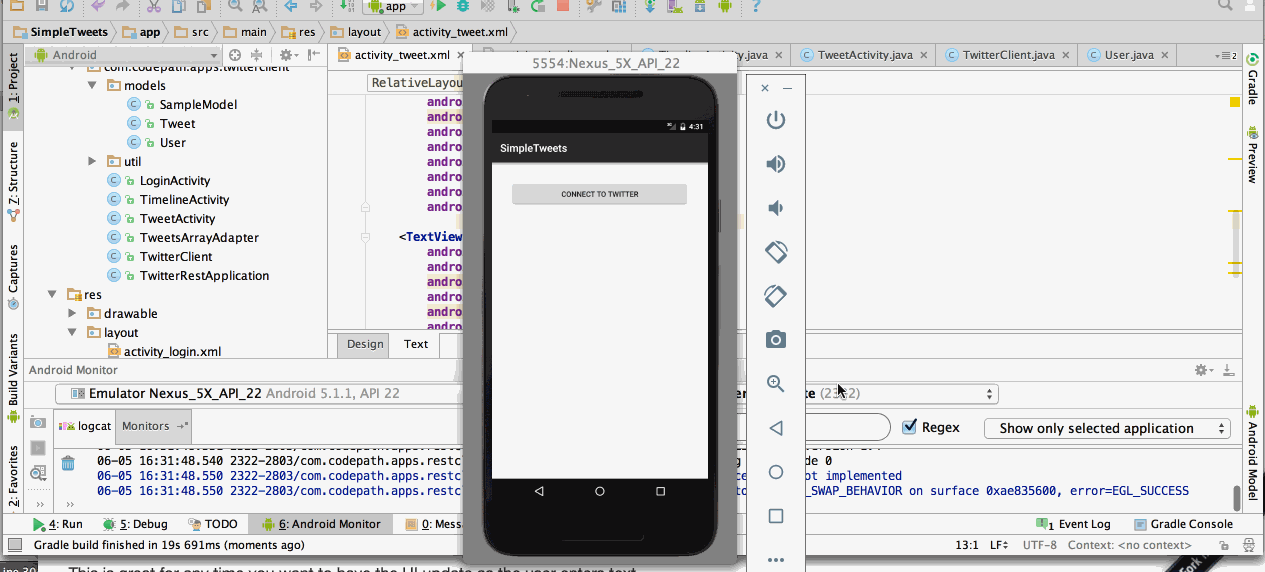 app
SimpleTweets
app
src
main
res
layout
activity_tweet.xml
1: Project
Z: Structure
Captures
Build Variants
2: Favorites
Android
com.codepath.apps.twitterclient
models
SampleModel
Tweet
User
util
LoginActivity
TimelineActivity
TweetActivity
TweetsArrayAdapter
TwitterClient
TwitterRestApplication
res
drawable
layout
activity_login.xml
activity_tweet.xml
.java
TweetActivity.java
TwitterClient.java
User.java
2
RelativeLayou
andro
andro
andro
andro
andro
andro
andro
andro
<TextView
andro
andro
andro
andro
andro
andro
Design
Text
5554:Nexus_5X_API_22
4:31
SimpleTweets
CONNECT TO TWITTER
Gradle
Preview
Android Model
Android Monitor
Emulator Nexus_5X_API_22 Android 5.1.1, API 22
logcat
Monitors
Regex
Show only selected application
06-05 16:31:48.540 2322-2803/com.codepath.apps.restc
de 0
06-05 16:31:48.550 2322-2803/com.codepath.apps.restc
ot implemented
06-05 16:31:48.550 2322-2803/com.codepath.apps.restc
_SWAP_BEHAVIOR on surface 0xae835600, error=EGL_SUCCESS
4: Run
5: Debug
TODO
6: Android Monitor
0: Mess
1 Event Log
Gradle Console
Gradle build finished in 19s 691ms (moments ago)
13:1
LF
UTF-8
Context: <no context>
This is great for any time you want to have the UI update as the user enters text
Fork m